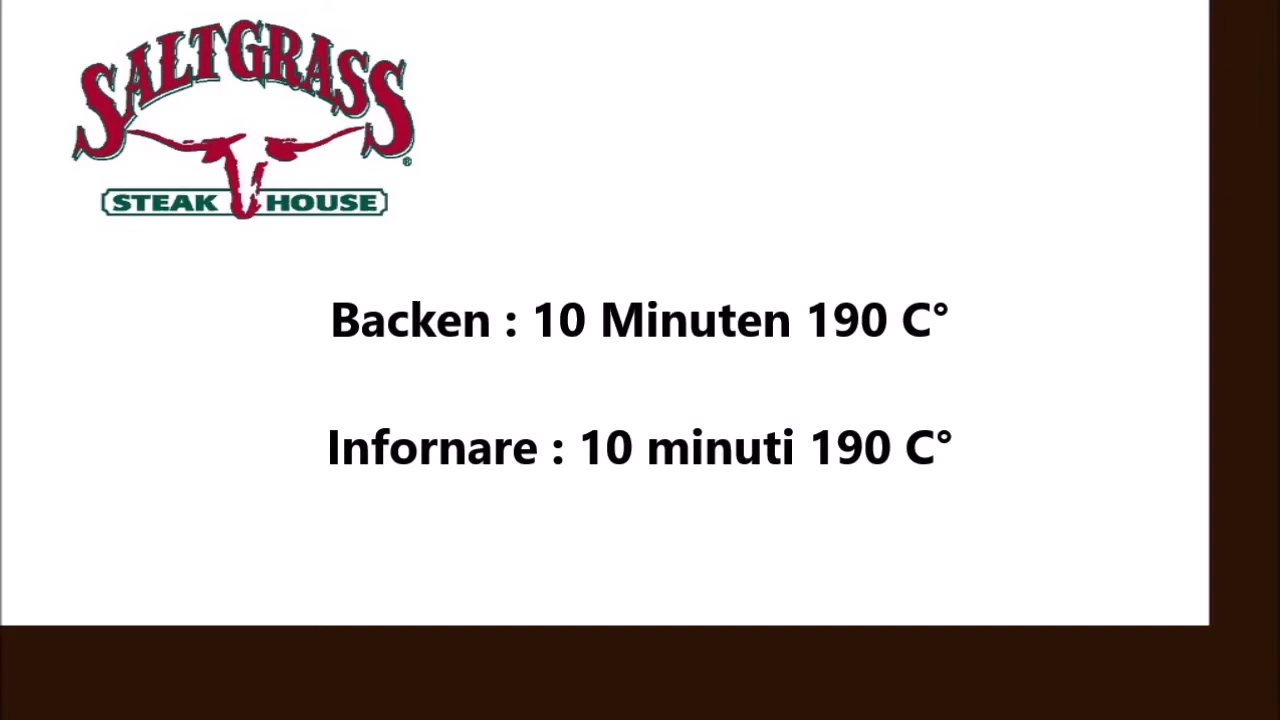 SALTGRASS
STEAK HOUSE
®
Backen : 10 Minuten 190 C°
Infornare : 10 minuti 190 C°